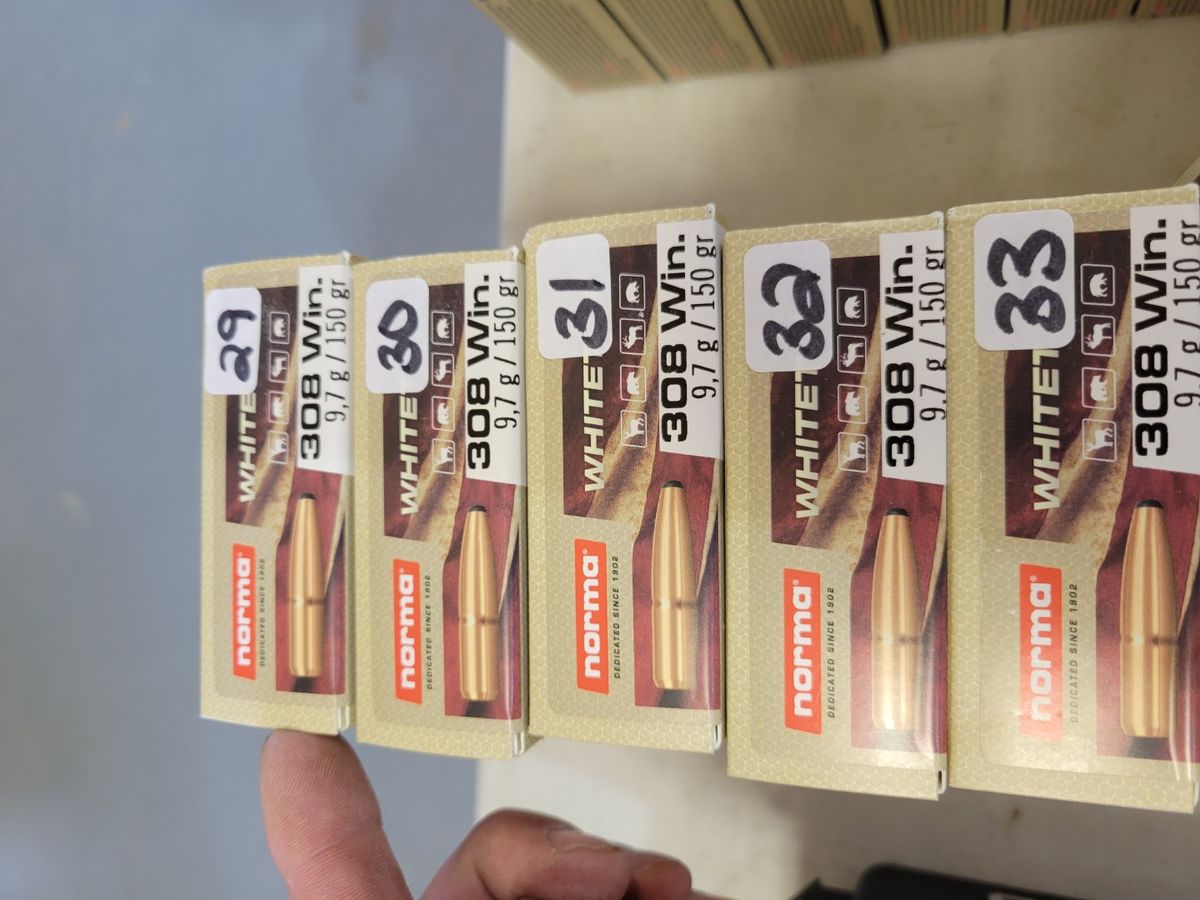 29
WHITE
308 Win.
9,7 g / 150 gr
norma
DEDICATED SINCE 1902
30
WHITE
308 Win.
9,7 g / 150 gr
norma
DEDICATED SINCE 1902
31
WHITET
308 Win.
9,7 g / 150 gr
norma
DEDICATED SINCE 1902
32
WHITET
308 Win.
9,7 g / 150 gr
norma
DEDICATED SINCE 1902
33
WHITET
308 Win.
9,7 g / 150 gr
norma
DEDICATED SINCE 1902